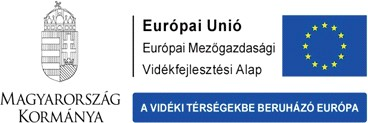 Európai Unió
Európai Mezőgazdasági
Vidékfejlesztési Alap
MAGYARORSZÁG
KORMÁNYA
A VIDÉKI TÉRSÉGEKBE BERUHÁZÓ EURÓPA